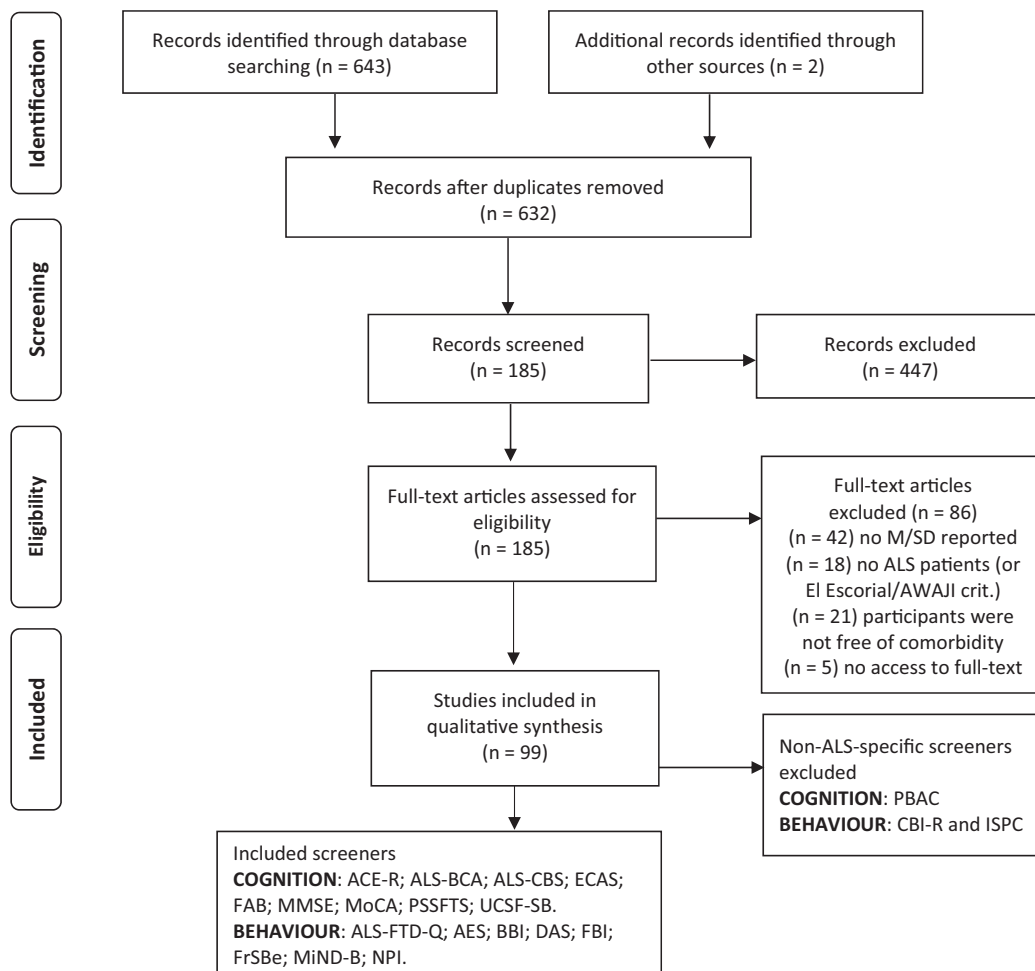 Identification
Records identified through database
searching (n = 643)
Additional records identified through
other sources (n = 2)
Records after duplicates removed
(n = 632)
Screening
Records screened
(n = 185)
Records excluded
(n = 447)
Eligibility
Full-text articles assessed for
eligibility
(n = 185)
Full-text articles
excluded (n = 86)
(n = 42) no M/SD reported
(n = 18) no ALS patients (or
El Escorial/AWAJI crit.)
(n = 21) participants were
not free of comorbidity
(n = 5) no access to full-text
Included
Studies included in
qualitative synthesis
(n = 99)
Non-ALS-specific screeners
excluded
COGNITION: PBAC
BEHAVIOUR: CBI-R and ISPC
Included screeners
COGNITION: ACE-R; ALS-BCA; ALS-CBS; ECAS;
FAB; MMSE; MoCA; PSSFTS; UCSF-SB.
BEHAVIOUR: ALS-FTD-Q; AES; BBI; DAS; FBI;
FrSBe; MiND-B; NPI.